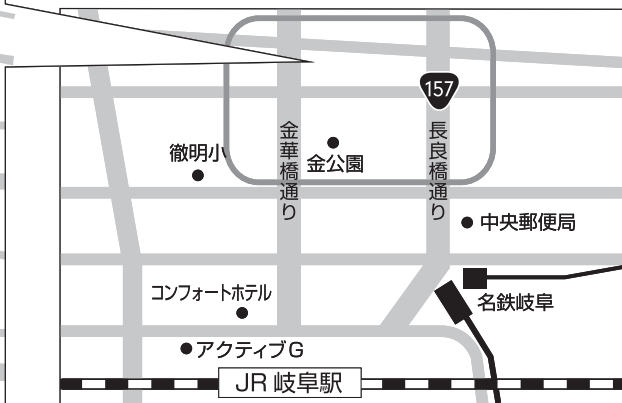 157
金華橋通り
長良橋通り
徹明小
金公園
中央郵便局
コンフォートホテル
名鉄岐阜
アクティブG
JR 岐阜駅